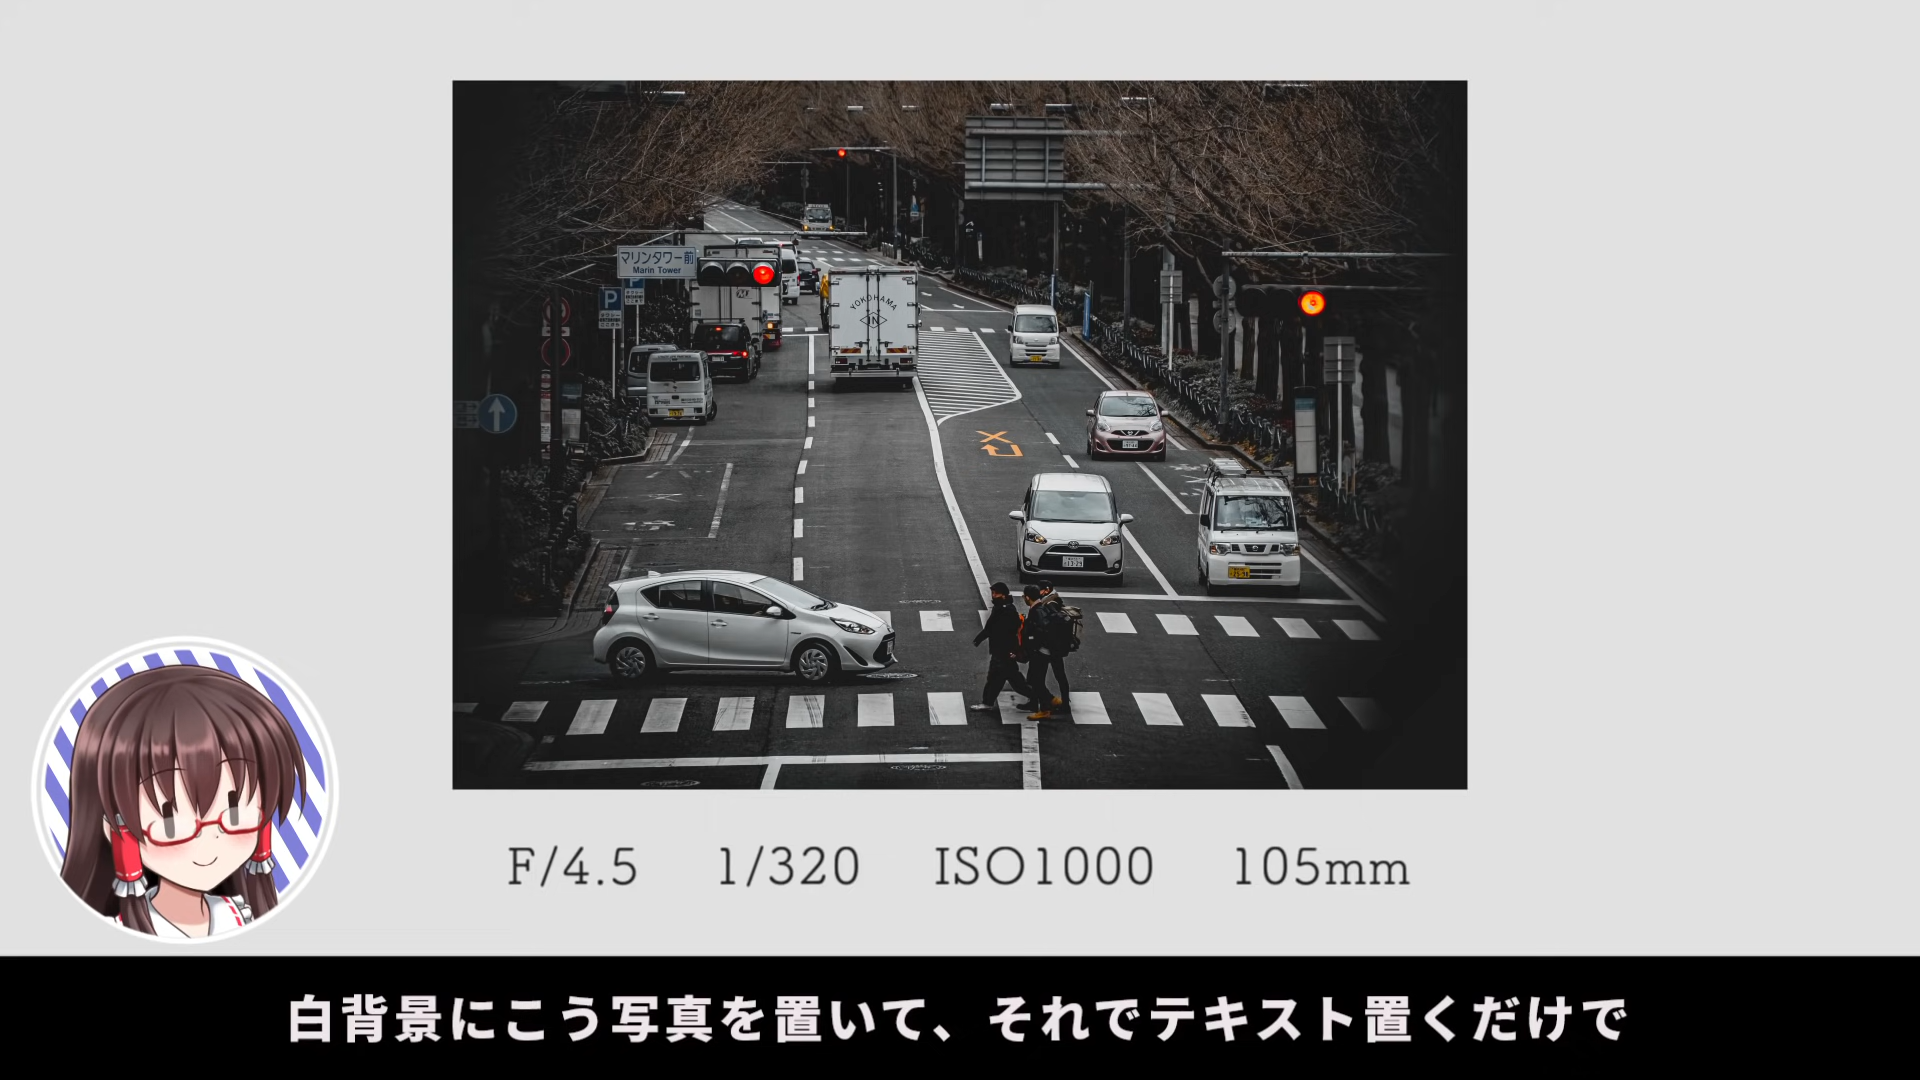 マリンタワー前
Marin Tower
P
P
YOKOHAMA
IN
F/4.5 1/320 ISO1000 105mm
白背景にこう写真を置いて、それでテキスト置くだけで